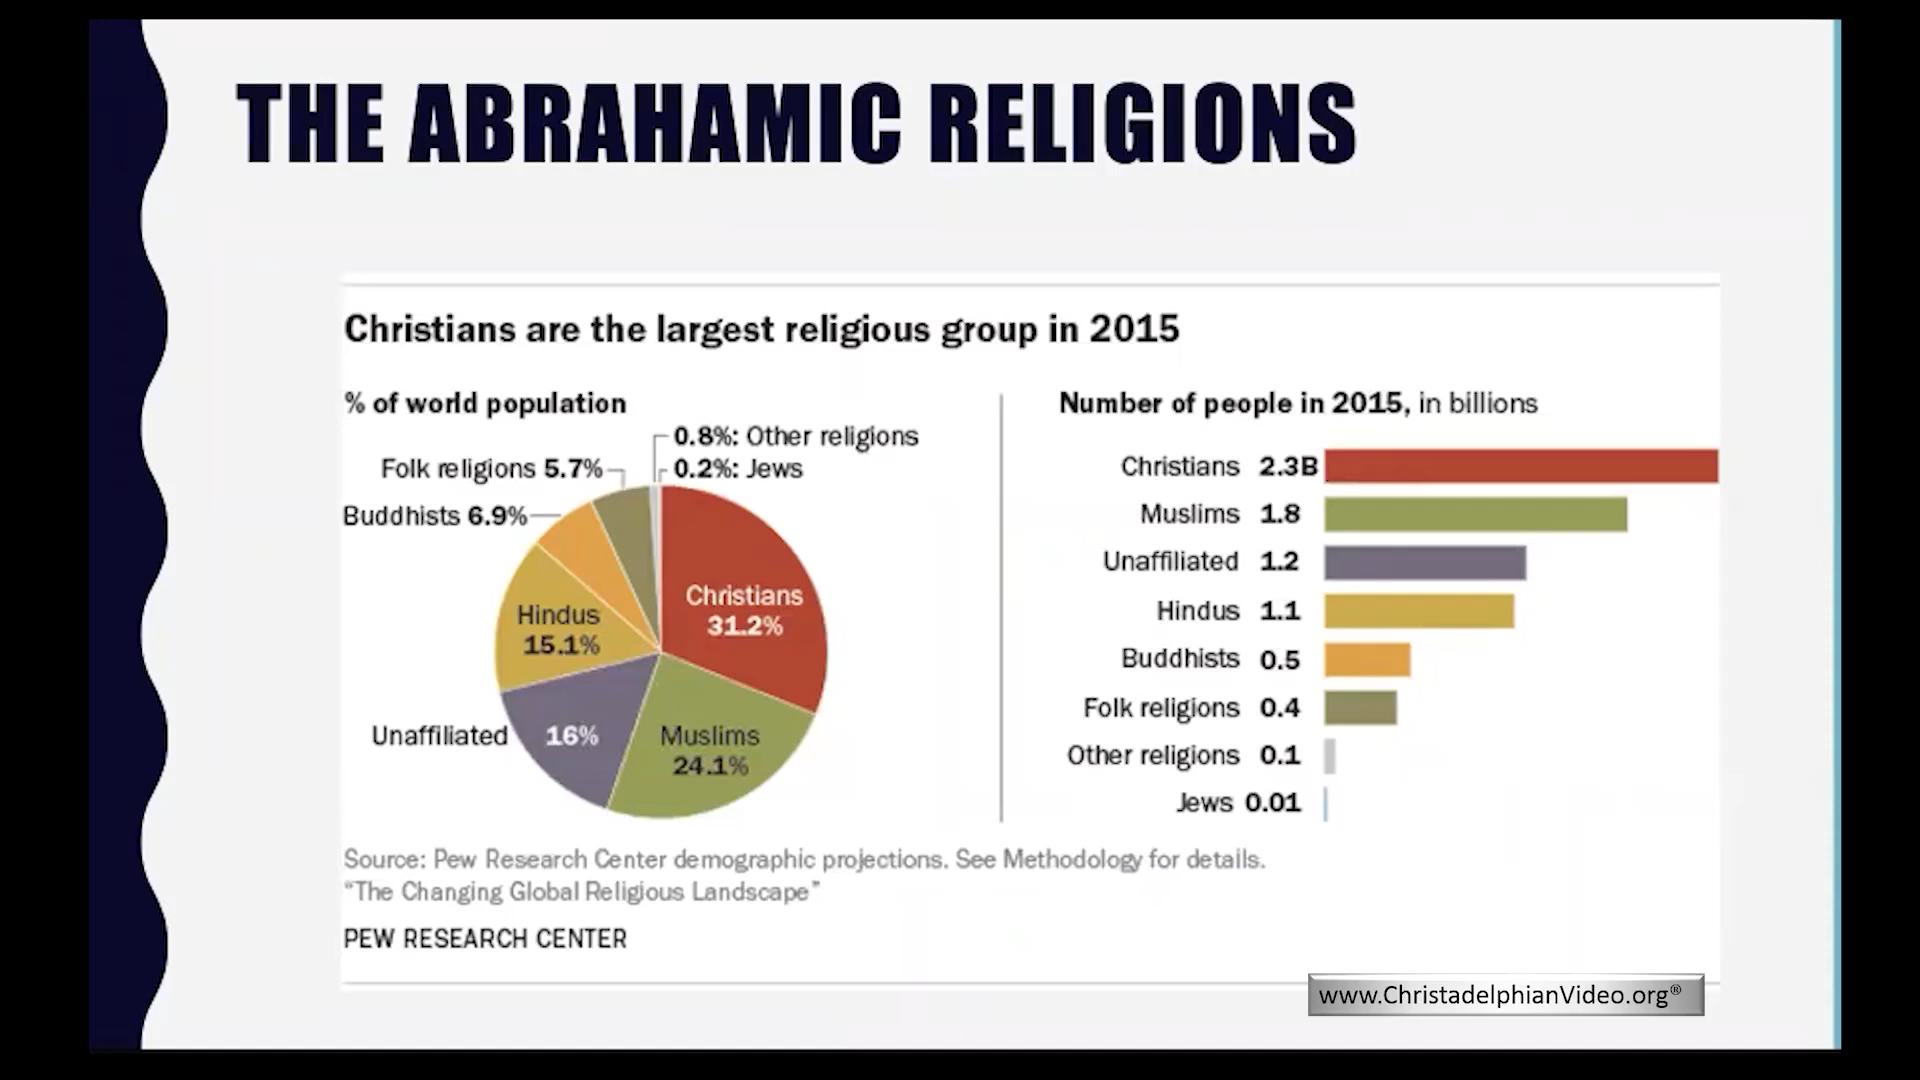 THE ABRAHAMIC RELIGIONS
Christians are the largest religious group in 2015
% of world population
0.8%: Other religions
Folk religions 5.7%
0.2%: Jews
Buddhists 6.9%
Christians
31.2%
Hindus
15.1%
Unaffiliated 16%
Muslims
24.1%
Number of people in 2015, in billions
Christians 2.3B
Muslims 1.8
Unaffiliated 1.2
Hindus 1.1
Buddhists 0.5
Folk religions 0.4
Other religions 0.1
Jews 0.01
Source: Pew Research Center demographic projections. See Methodology for details.
“The Changing Global Religious Landscape”
PEW RESEARCH CENTER
www.ChristadelphianVideo.org®